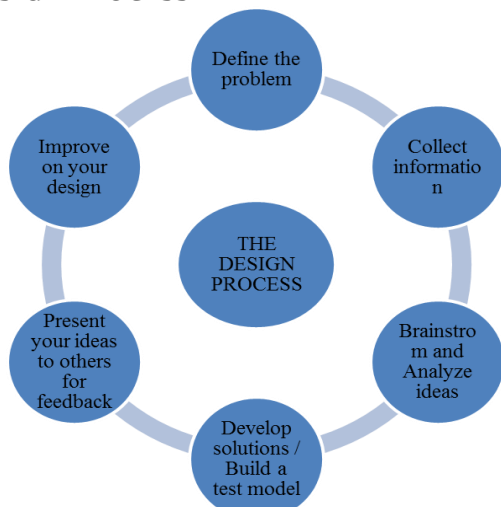 Define the
problem
Collect
informatio
n
Brainstro
m and
Analyze
ideas
Develop
solutions /
Build a
test model
Present
your ideas
to others
for
feedback
Improve
on your
design
THE
DESIGN
PROCESS